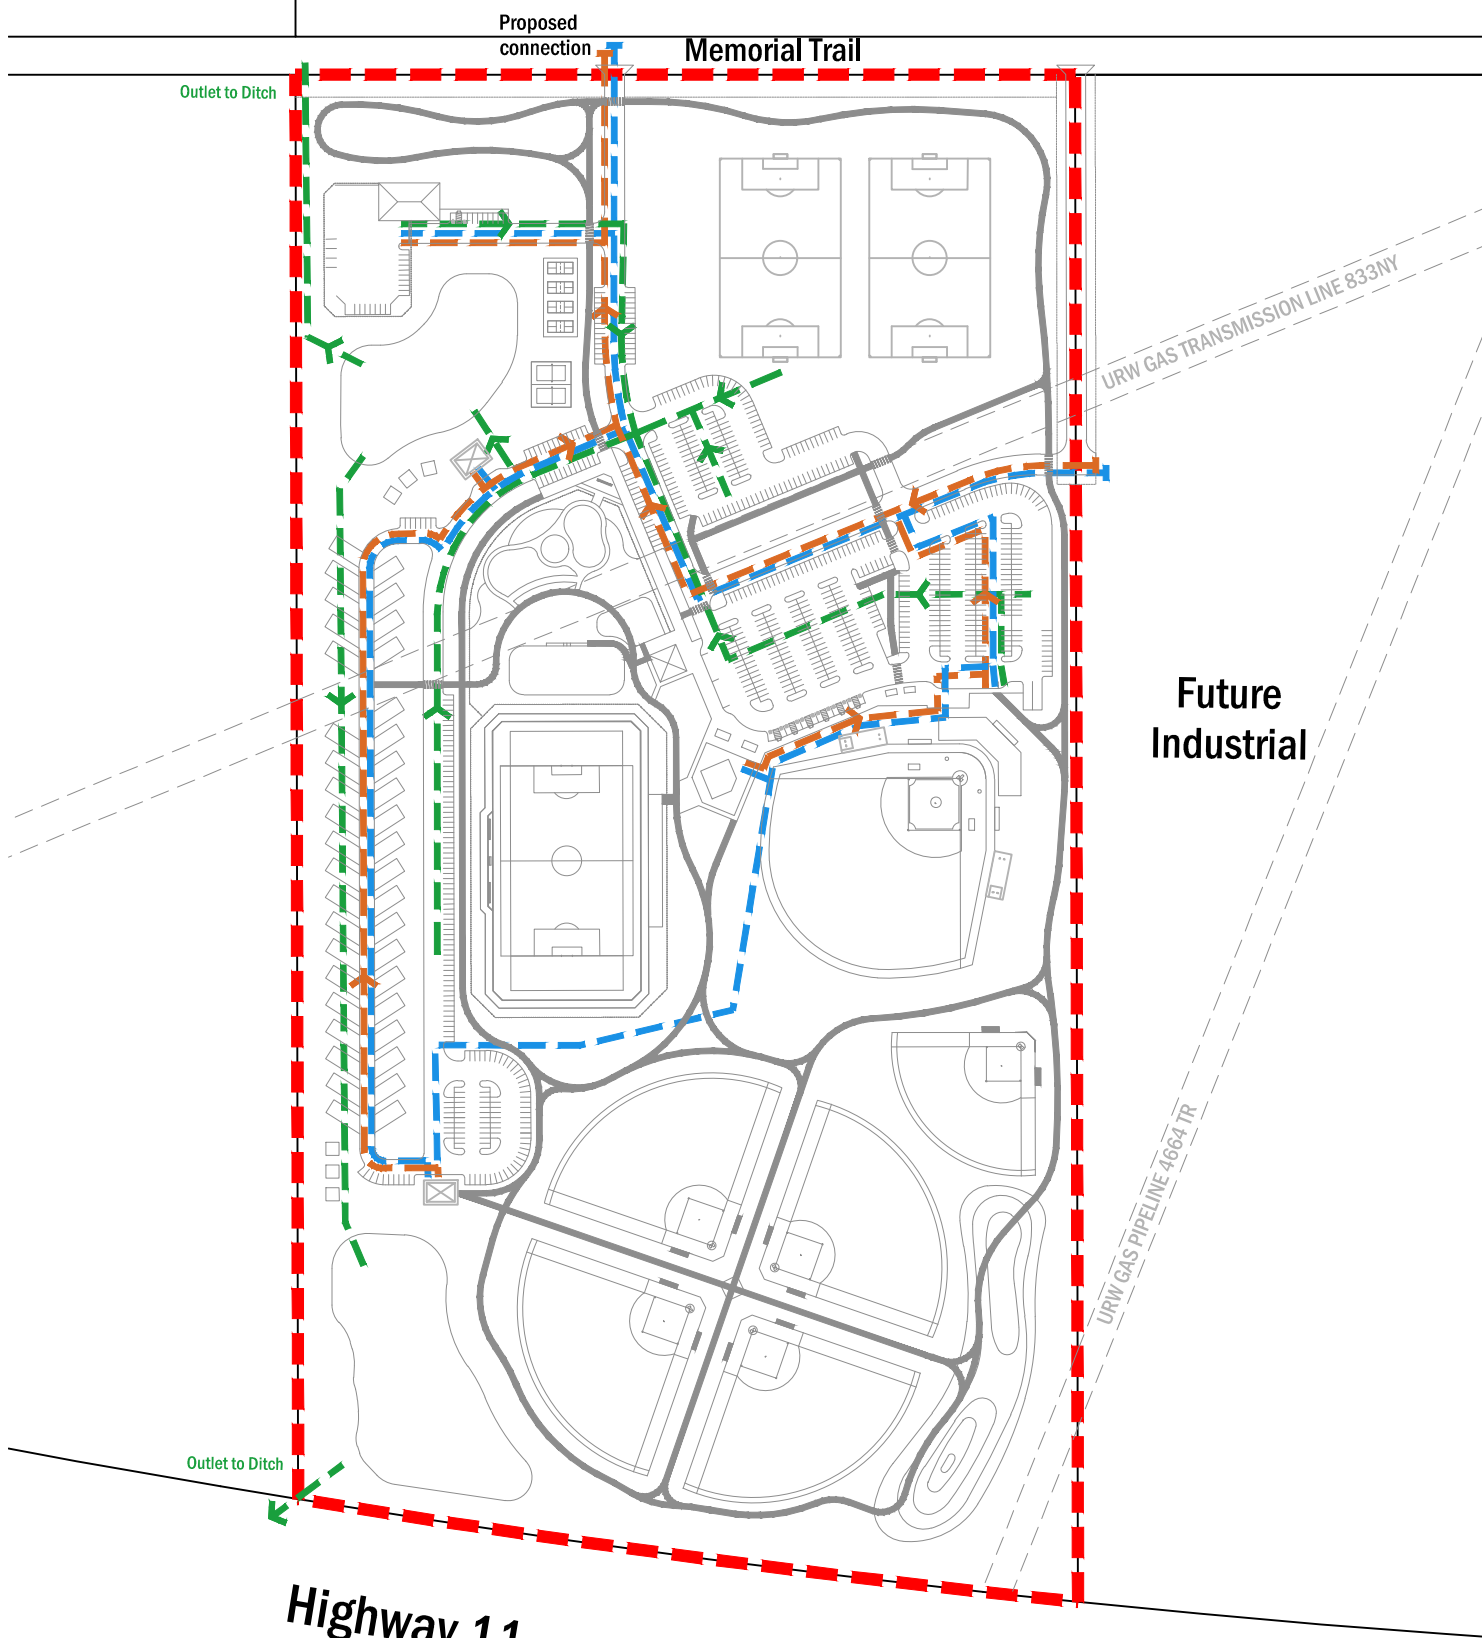 Proposed
connection
Memorial Trail
Outlet to Ditch
URW GAS TRANSMISSION LINE 833NY
Future
Industrial
URW GAS PIPELINE 4664 TR
Outlet to Ditch
Highway 11